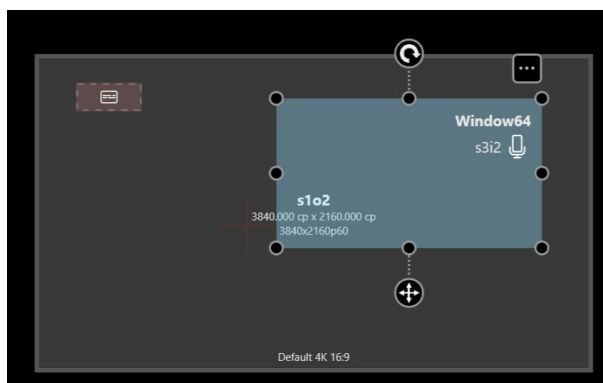 Window64
s3i2
s1o2
3840.000 cp x 2160.000 cp
3840x2160p60
Default 4K 16:9